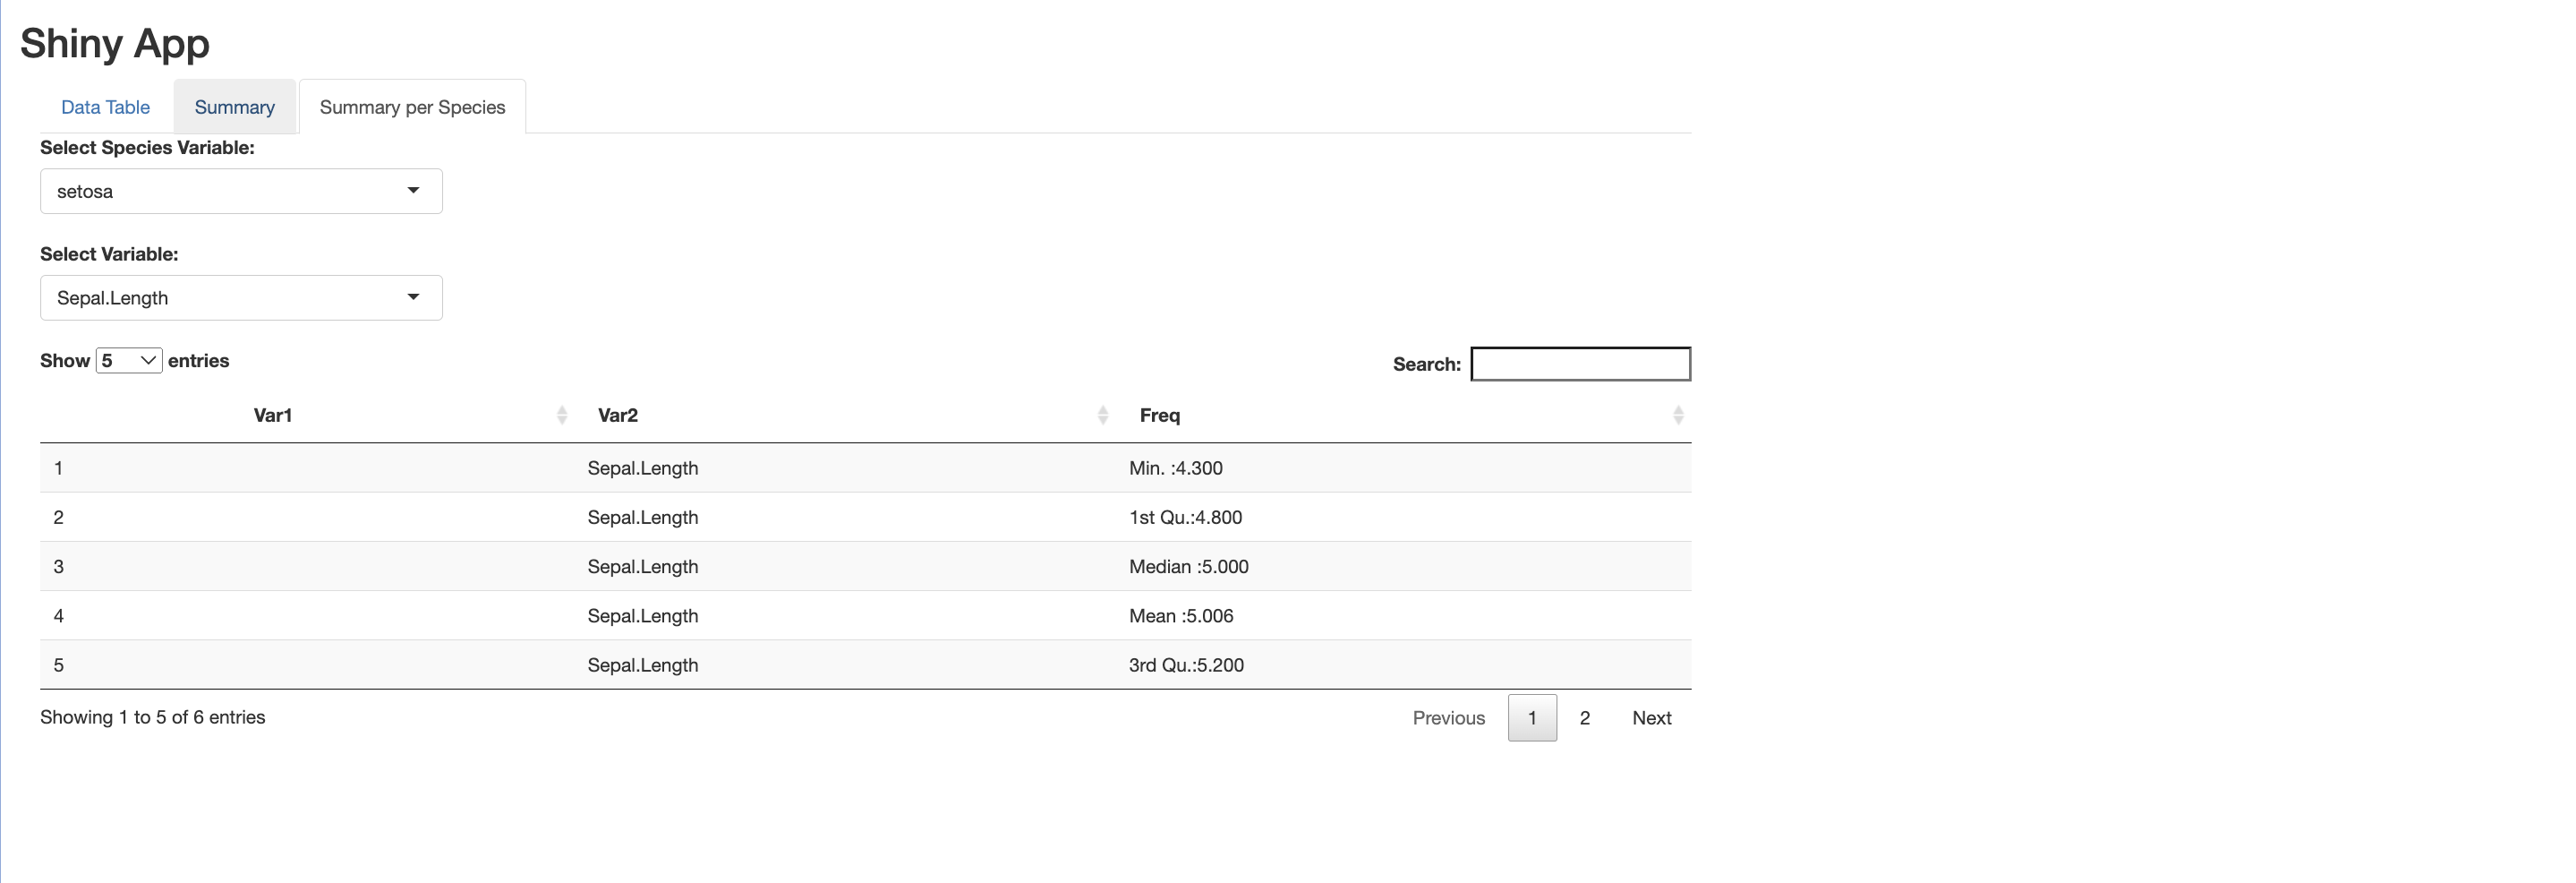 Shiny App
Data Table Summary Summary per Species
Select Species Variable:
setosa
Select Variable:
Sepal.Length
Show 5 entries Search:
Var1 Var2 Freq
1 Sepal.Length Min. :4.300
2 Sepal.Length 1st Qu.:4.800
3 Sepal.Length Median :5.000
4 Sepal.Length Mean :5.006
5 Sepal.Length 3rd Qu.:5.200
Showing 1 to 5 of 6 entries Previous 1 2 Next